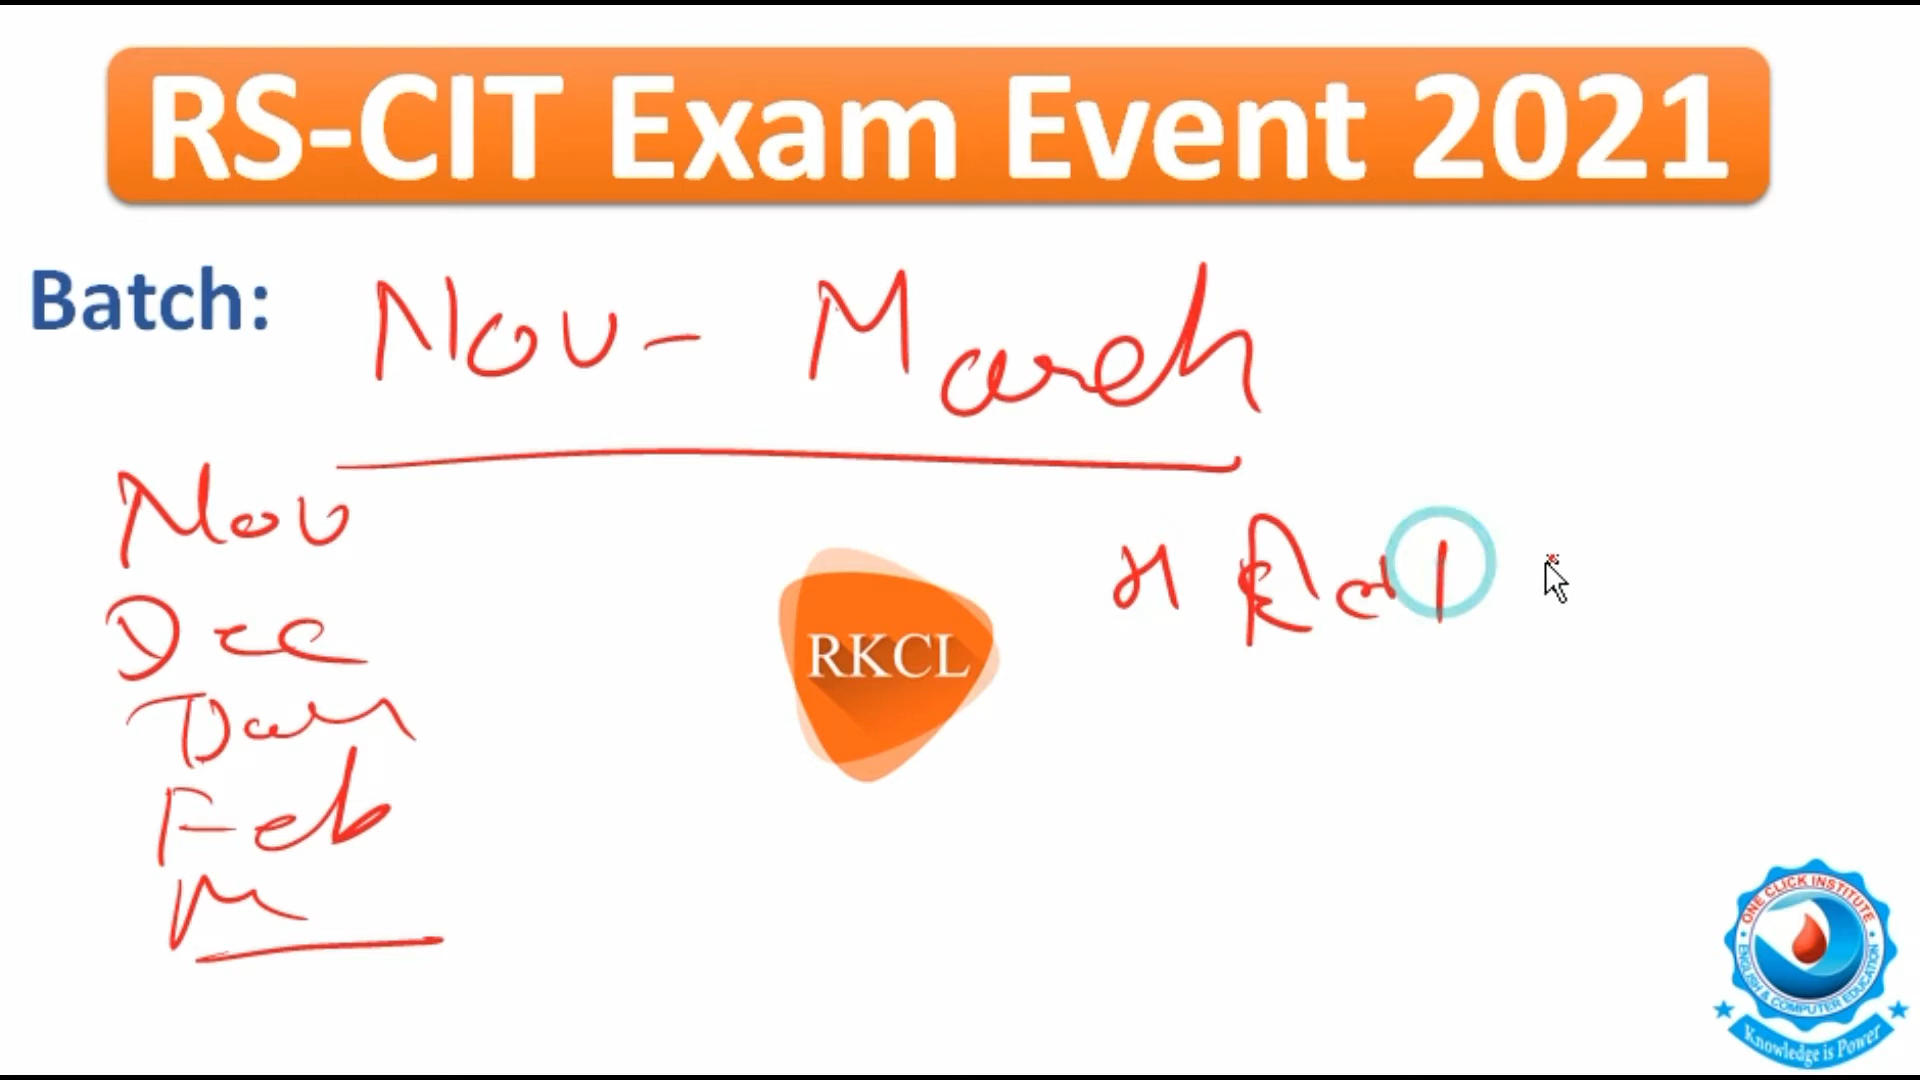 RS-CIT Exam Event 2021
Batch: Nov - March
Nov
Dec
Jan
Feb
M
RKCL
ONE CLICK INSTITUTE
ENGLISH & COMPUTER EDUCATION
Knowledge is Power